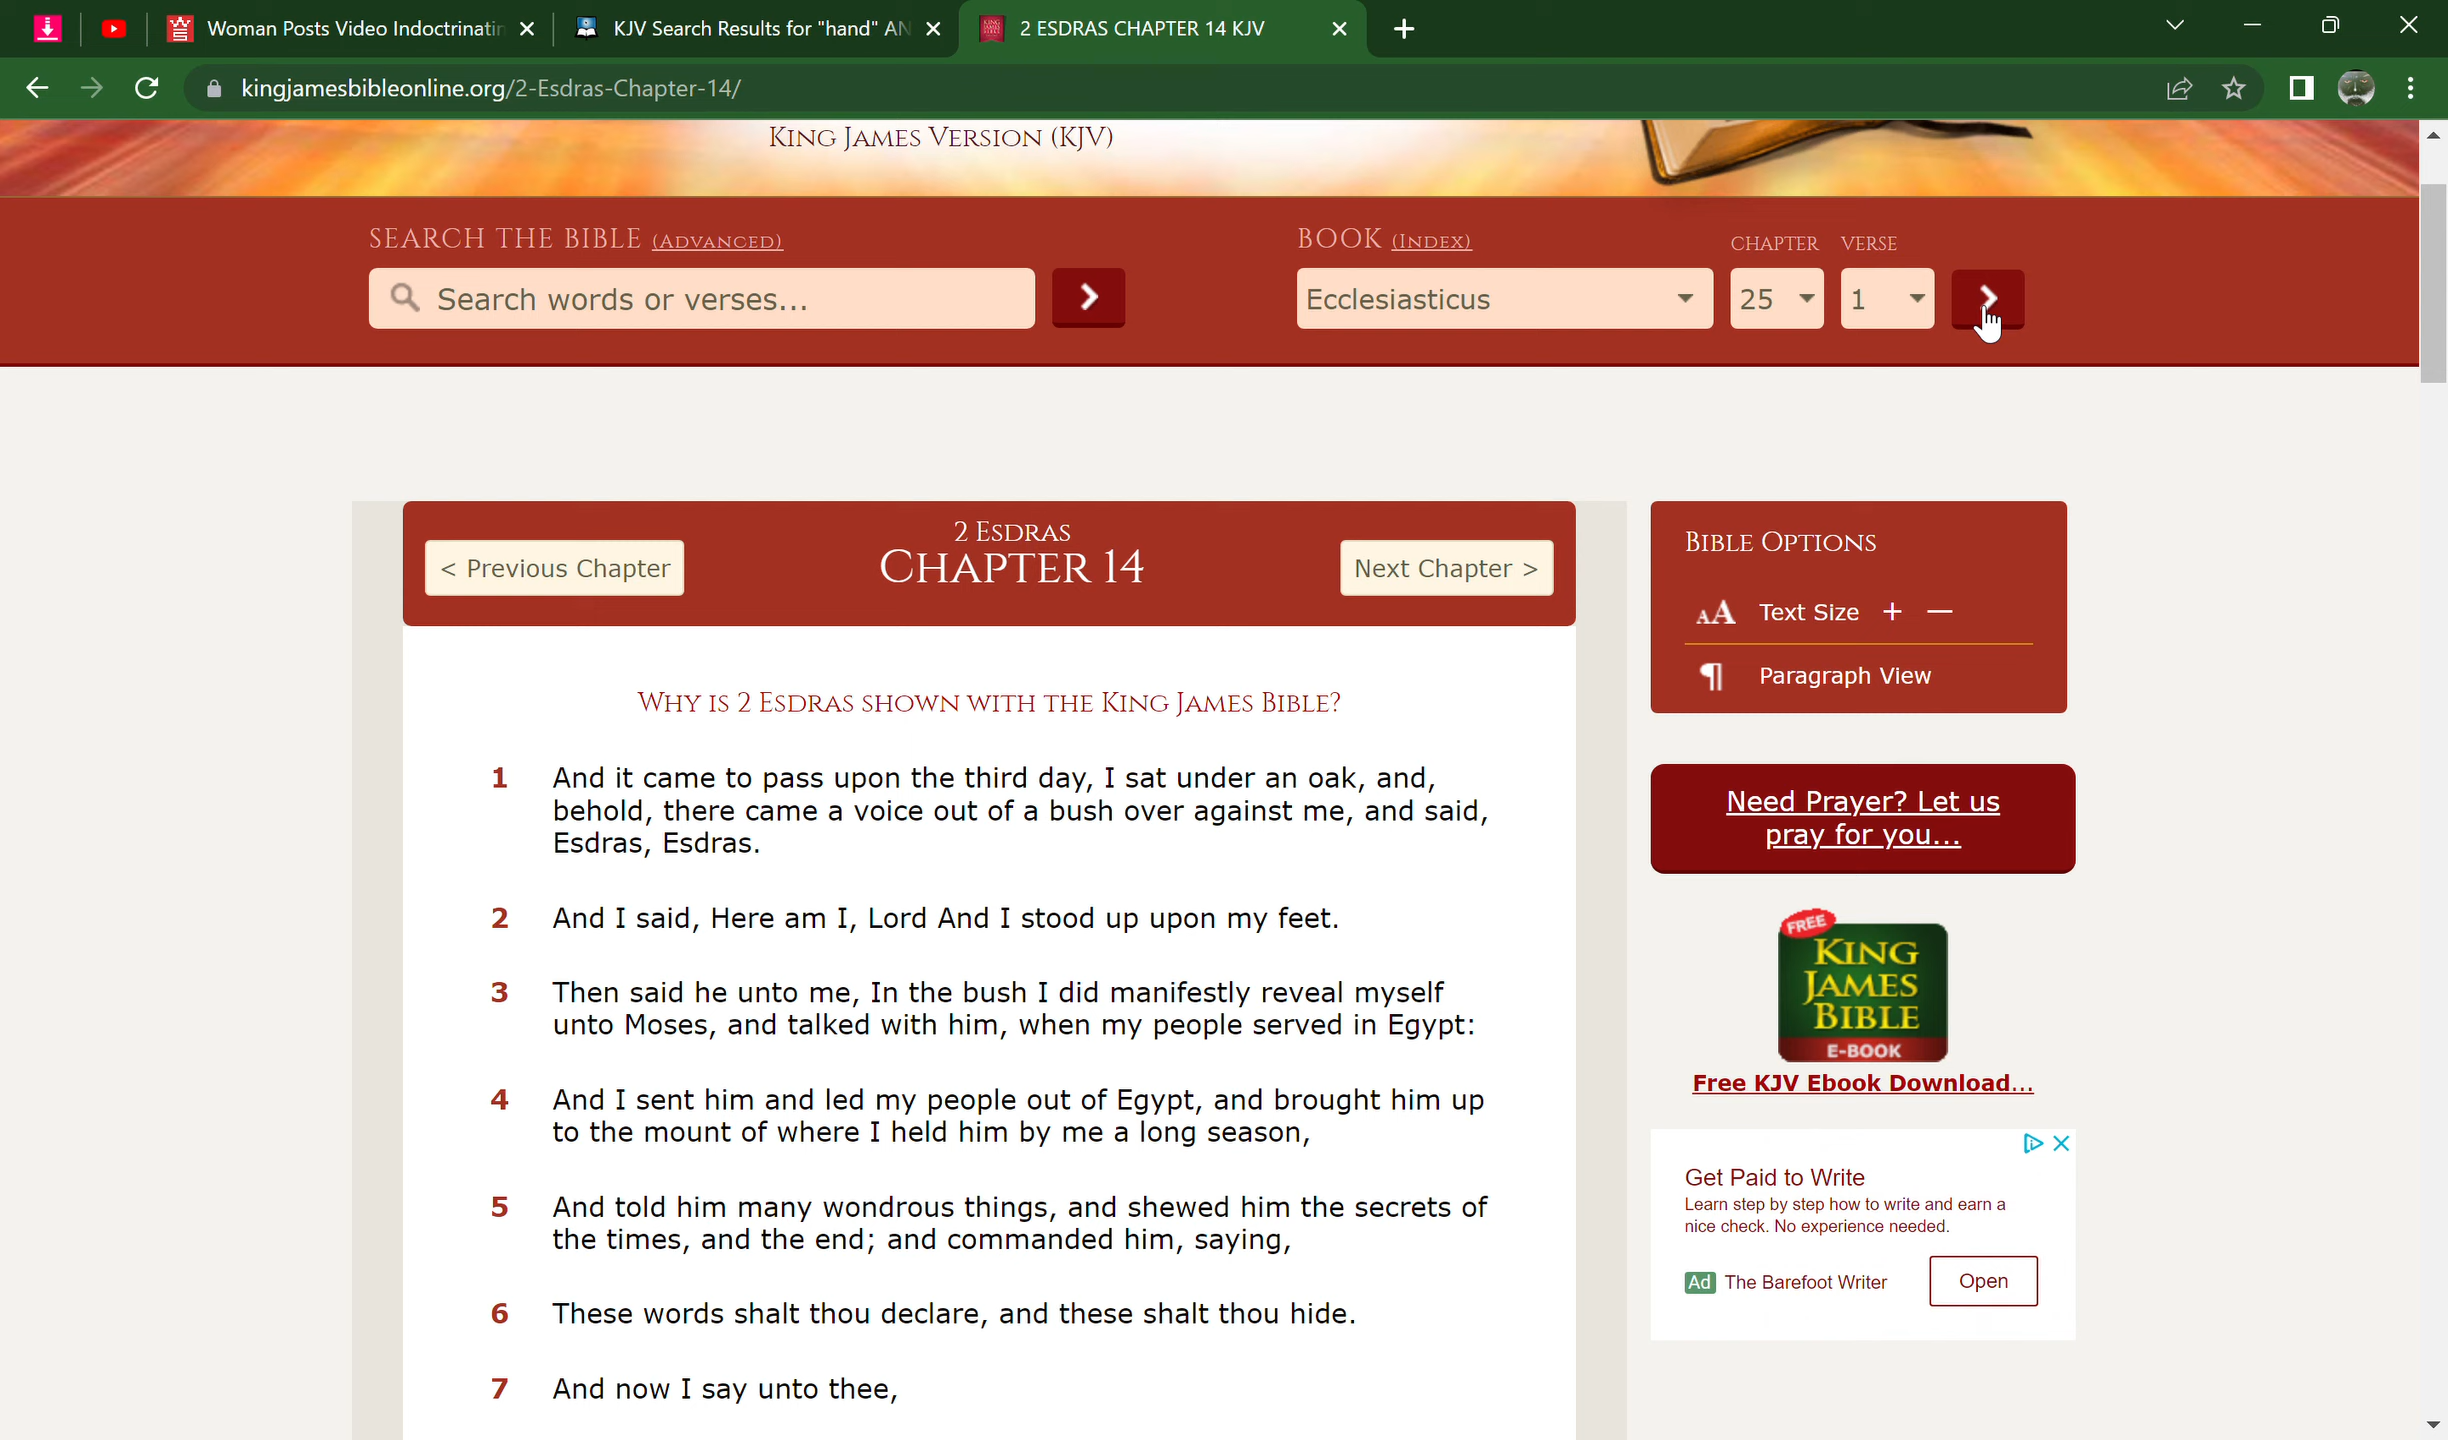 Woman Posts Video Indoctrinatin
KJV Search Results for "hand" AN
2 ESDRAS CHAPTER 14 KJV
kingjamesbibleonline.org/2-Esdras-Chapter-14/
King James Version (KJV)
SEARCH THE BIBLE (Advanced)
BOOK (Index)
CHAPTER VERSE
Search words or verses...
Ecclesiasticus
25
1
2 Esdras
Chapter 14
< Previous Chapter
Next Chapter >
Bible Options
AA Text Size + —
¶ Paragraph View
Why is 2 Esdras shown with the King James Bible?
1 And it came to pass upon the third day, I sat under an oak, and,
behold, there came a voice out of a bush over against me, and said,
Esdras, Esdras.
2 And I said, Here am I, Lord And I stood up upon my feet.
3 Then said he unto me, In the bush I did manifestly reveal myself
unto Moses, and talked with him, when my people served in Egypt:
4 And I sent him and led my people out of Egypt, and brought him up
to the mount of where I held him by me a long season,
5 And told him many wondrous things, and shewed him the secrets of
the times, and the end; and commanded him, saying,
6 These words shalt thou declare, and these shalt thou hide.
7 And now I say unto thee,
Need Prayer? Let us
pray for you...
FREE
KING
JAMES
BIBLE
E-BOOK
Free KJV Ebook Download...
Get Paid to Write
Learn step by step how to write and earn a
nice check. No experience needed.
Ad The Barefoot Writer
Open